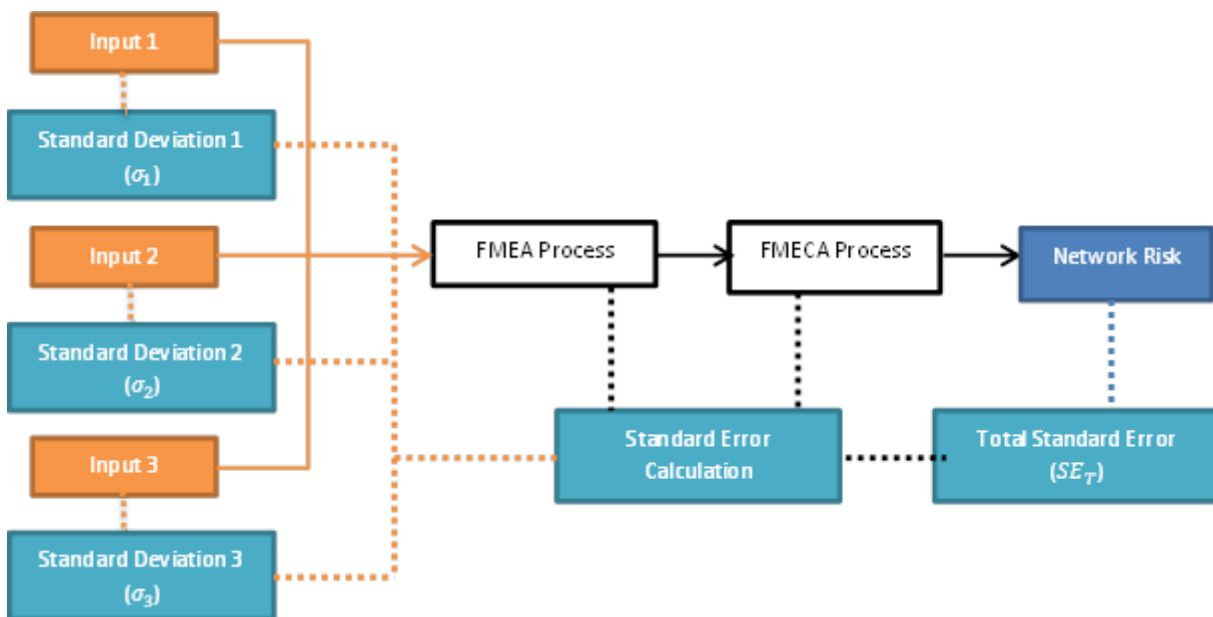 Input 1
Standard Deviation 1
(σ₁)
Input 2
Standard Deviation 2
(σ₂)
Input 3
Standard Deviation 3
(σ₃)
FMEA Process
FMECA Process
Network Risk
Standard Error
Calculation
Total Standard Error
(SE_T)